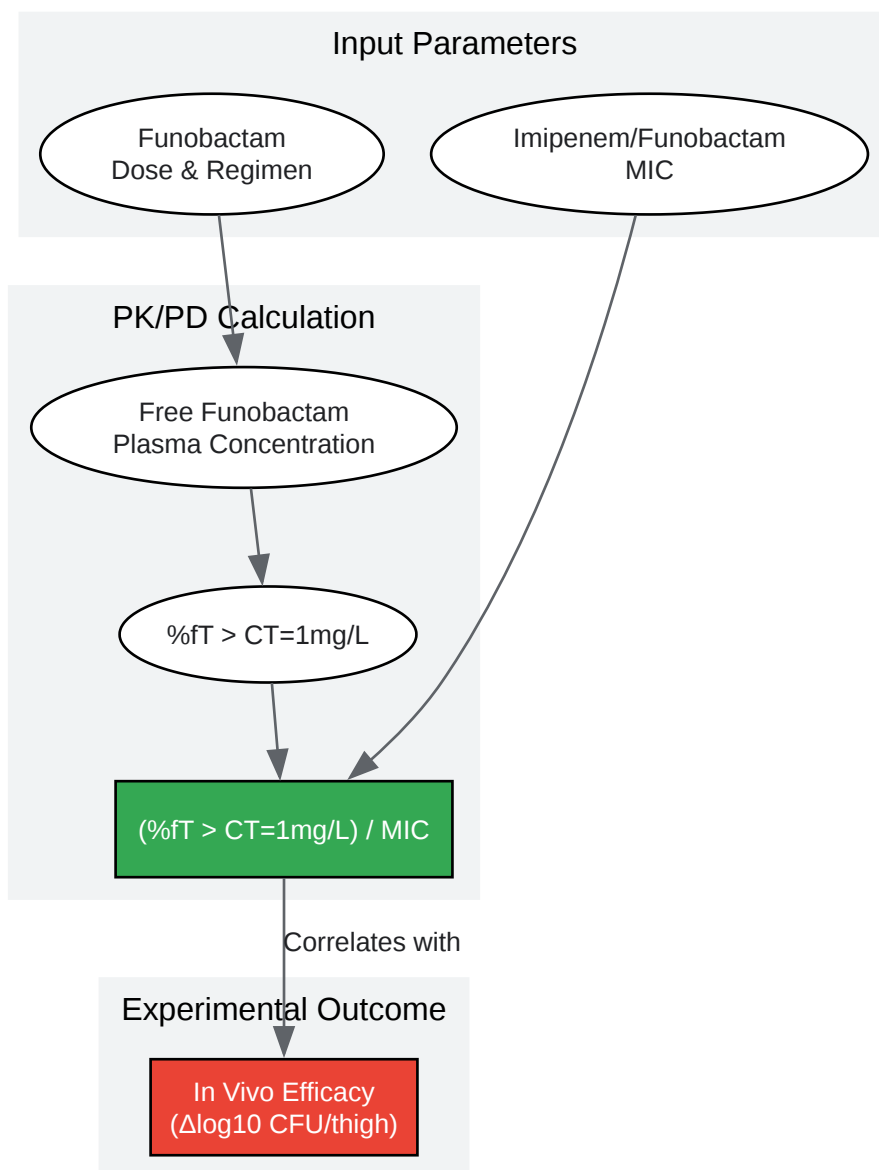 Input Parameters
Funobactam
Dose & Regimen
Imipenem/Funobactam
MIC
PK/PD Calculation
Free Funobactam
Plasma Concentration
%fT > CT=1mg/L
(%fT > CT=1mg/L) / MIC
Correlates with
Experimental Outcome
In Vivo Efficacy
(Δlog10 CFU/thigh)